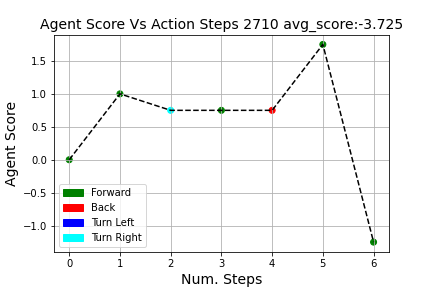 Agent Score Vs Action Steps 2710 avg_score:-3.725
Agent Score
1.5
1.0
0.5
0.0
−0.5
−1.0
Forward
Back
Turn Left
Turn Right
0 1 2 3 4 5 6
Num. Steps